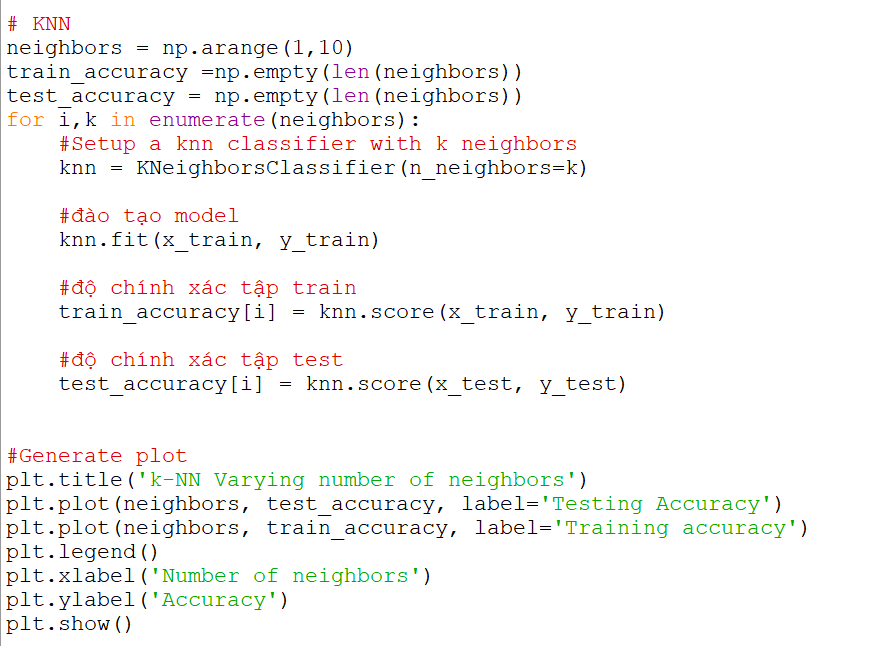 # KNN
neighbors = np.arange(1,10)
train_accuracy =np.empty(len(neighbors))
test_accuracy = np.empty(len(neighbors))
for i,k in enumerate(neighbors):
    #Setup a knn classifier with k neighbors
    knn = KNeighborsClassifier(n_neighbors=k)
    #đào tạo model
    knn.fit(x_train, y_train)
    #độ chính xác tập train
    train_accuracy[i] = knn.score(x_train, y_train)
    #độ chính xác tập test
    test_accuracy[i] = knn.score(x_test, y_test)
#Generate plot
plt.title('k-NN Varying number of neighbors')
plt.plot(neighbors, test_accuracy, label='Testing Accuracy')
plt.plot(neighbors, train_accuracy, label='Training accuracy')
plt.legend()
plt.xlabel('Number of neighbors')
plt.ylabel('Accuracy')
plt.show()